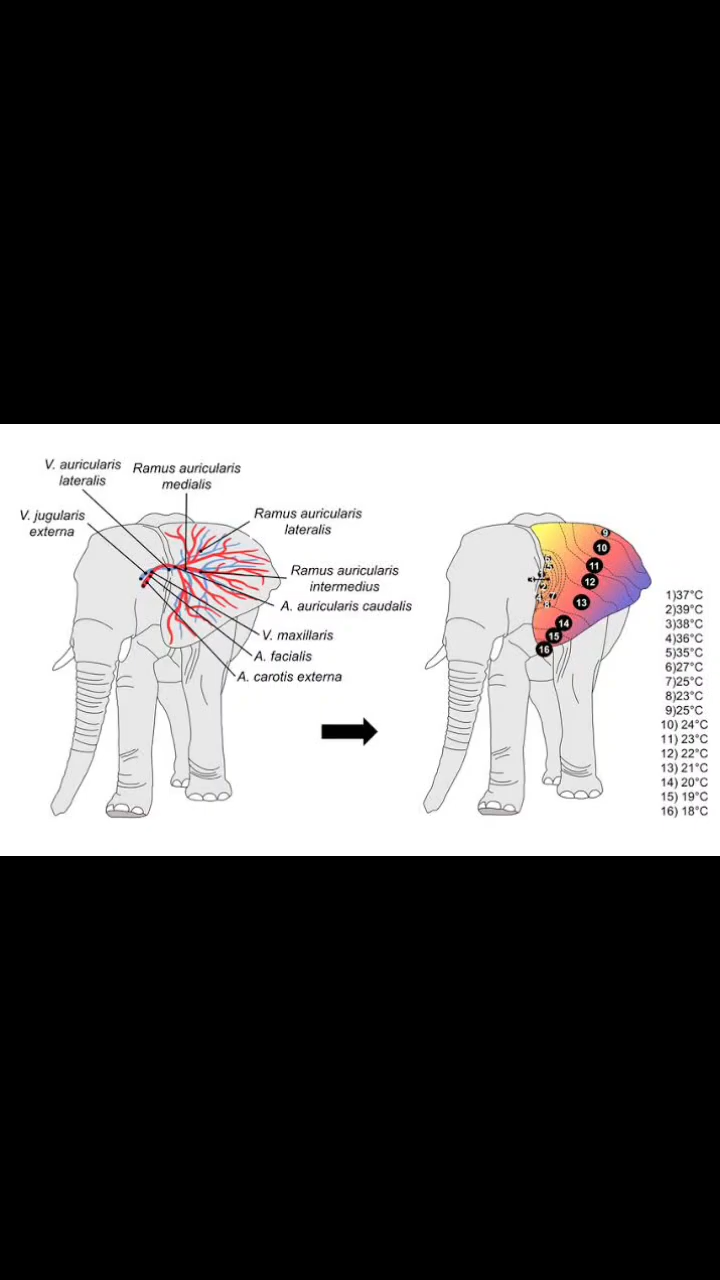 V. auricularis
lateralis
Ramus auricularis
medialis
V. jugularis
externa
Ramus auricularis
lateralis
Ramus auricularis
intermedius
A. auricularis caudalis
V. maxillaris
A. facialis
A. carotis externa
9
10
11
12
13
14
15
16
1)37°C
2)39°C
3)38°C
4)36°C
5)35°C
6)27°C
7)25°C
8)23°C
9)25°C
10) 24°C
11) 23°C
12) 22°C
13) 21°C
14) 20°C
15) 19°C
16) 18°C